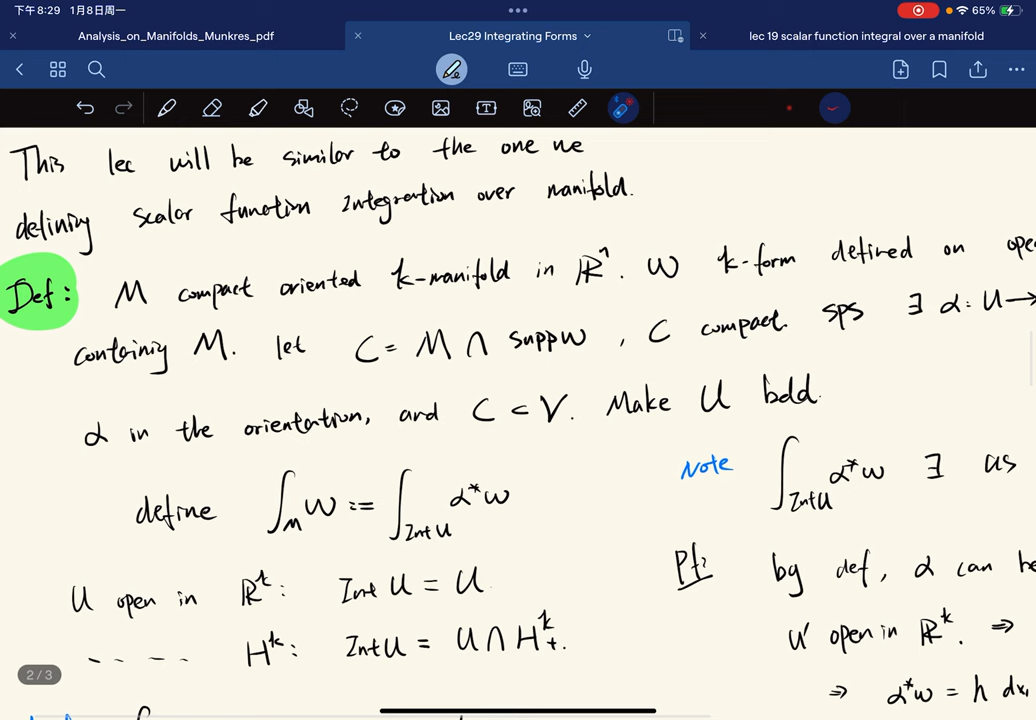 下午8:29 1月8日周一
65%
Analysis_on_Manifolds_Munkres_pdf
Lec29 Integrating Forms
lec 19 scalar function integral over a manifold
This lec will be similar to the one we
defining scalar function integration over manifold.
Def: M compact oriented k-manifold in ℝⁿ. ω k-form defined on ope
containing M. let C = M ∩ supp ω , C compact. sps ∃ α: U →
α in the orientation, and C ⊂ V. Make U bdd.
define ∫_M ω := ∫_{Int U} α*ω
Note ∫_{Int U} α*ω ∃ as
U open in ℝᵏ: Int U = U
Pf: by def, α can be
..... Hᵏ: Int U = U ∩ Hᵏ₊.
U' open in ℝᵏ. ⇒
2/3
⇒ α*ω = h dx₁